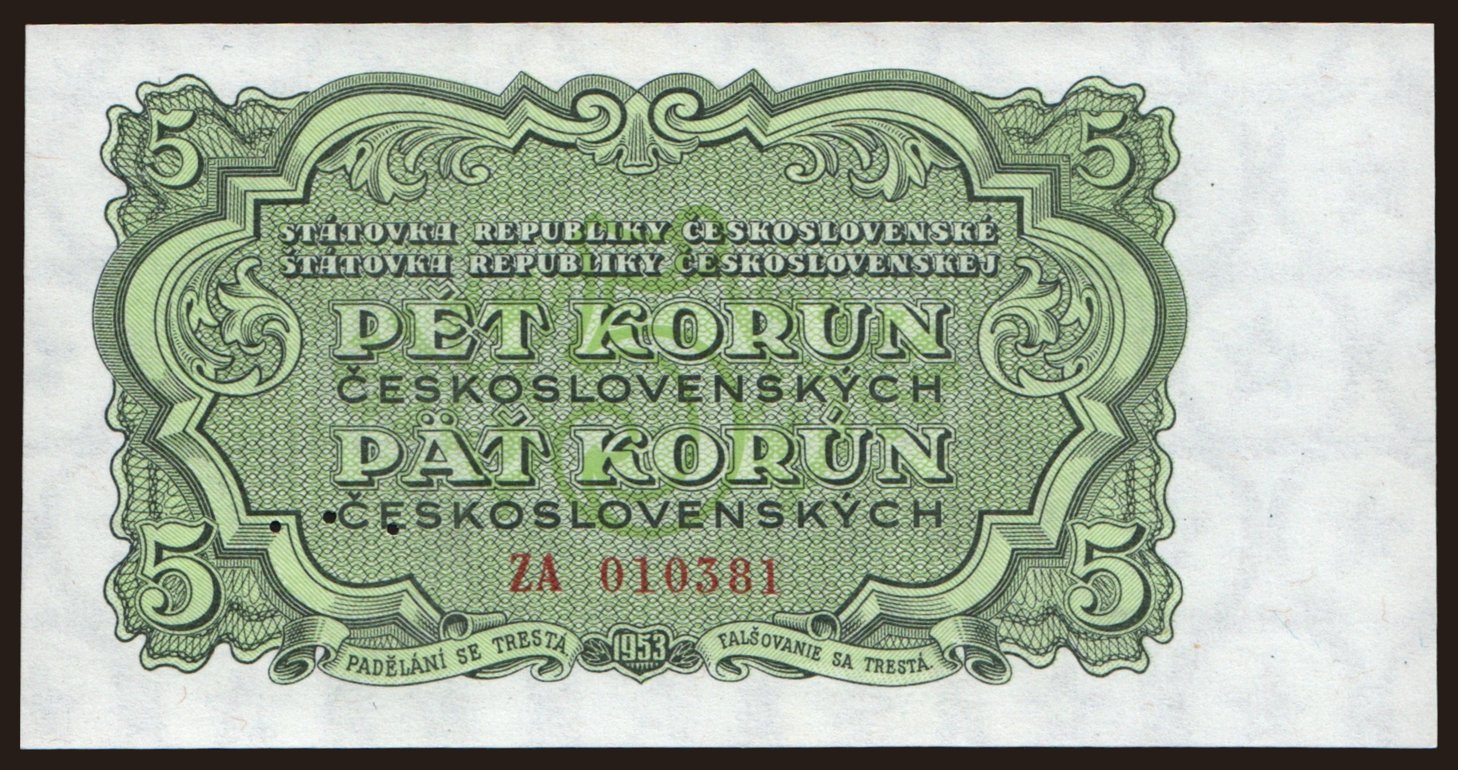 5 5
STÁTOVKA REPUBLIKY ČESKOSLOVENSKÉ
ŠTÁTOVKA REPUBLIKY ČESKOSLOVENSKEJ
PĚT KORUN
ČESKOSLOVENSKÝCH
PÄŤ KORÚN
ČESKOSLOVENSKÝCH
5 5
ZA 010381
PADĚLÁNÍ SE TRESTÁ 1953 FALŠOVANIE SA TRESTÁ.